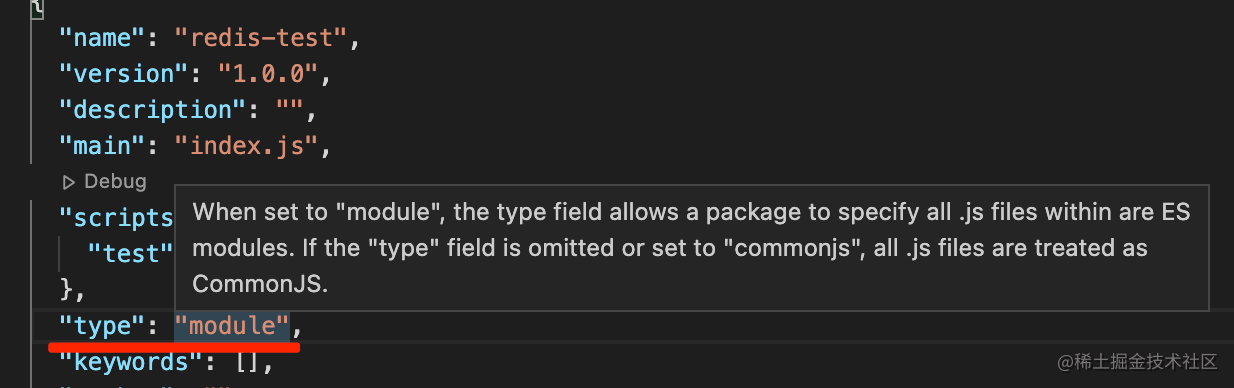 {
"name": "redis-test",
"version": "1.0.0",
"description": "",
"main": "index.js",
Debug
"scripts
When set to "module", the type field allows a package to specify all .js files within are ES
"test"
modules. If the "type" field is omitted or set to "commonjs", all .js files are treated as
CommonJS.
},
"type": "module",
"keywords": [],
@稀土掘金技术社区